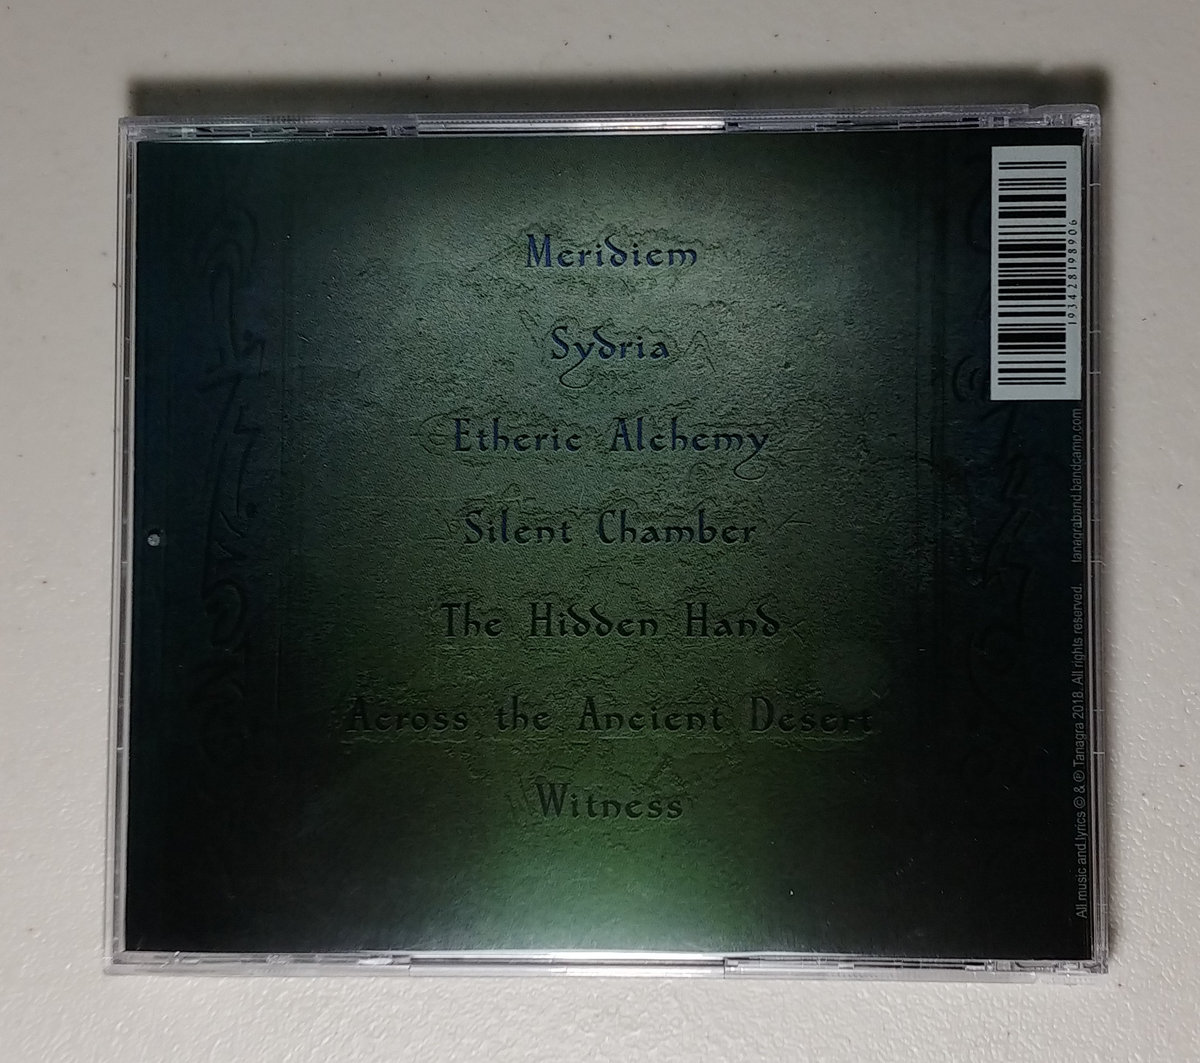 Meridiem
Sydria
Etheric Alchemy
Silent Chamber
The Hidden Hand
Across the Ancient Desert
Witness
193428198906
All music and lyrics © & ℗ Tanagra 2018. All rights reserved. tanagraband.bandcamp.com